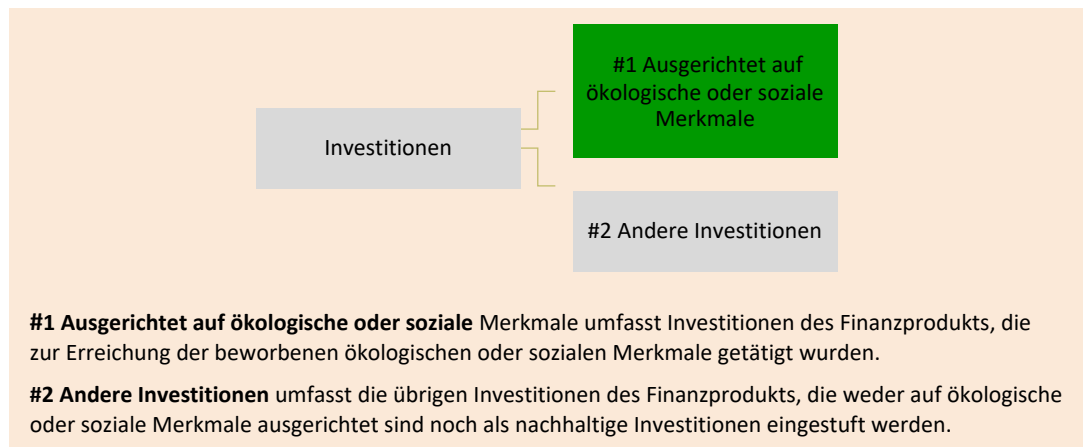 #1 Ausgerichtet auf
ökologische oder soziale
Merkmale
Investitionen
#2 Andere Investitionen
#1 Ausgerichtet auf ökologische oder soziale Merkmale umfasst Investitionen des Finanzprodukts, die
zur Erreichung der beworbenen ökologischen oder sozialen Merkmale getätigt wurden.
#2 Andere Investitionen umfasst die übrigen Investitionen des Finanzprodukts, die weder auf ökologische
oder soziale Merkmale ausgerichtet sind noch als nachhaltige Investitionen eingestuft werden.